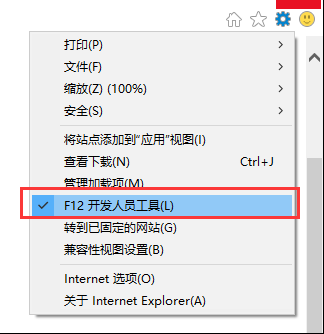 打印(P)
文件(F)
缩放(Z) (100%)
安全(S)
将站点添加到“应用”视图(I)
查看下载(N) Ctrl+J
管理加载项(M)
F12 开发人员工具(L)
转到已固定的网站(G)
兼容性视图设置(B)
Internet 选项(O)
关于 Internet Explorer(A)